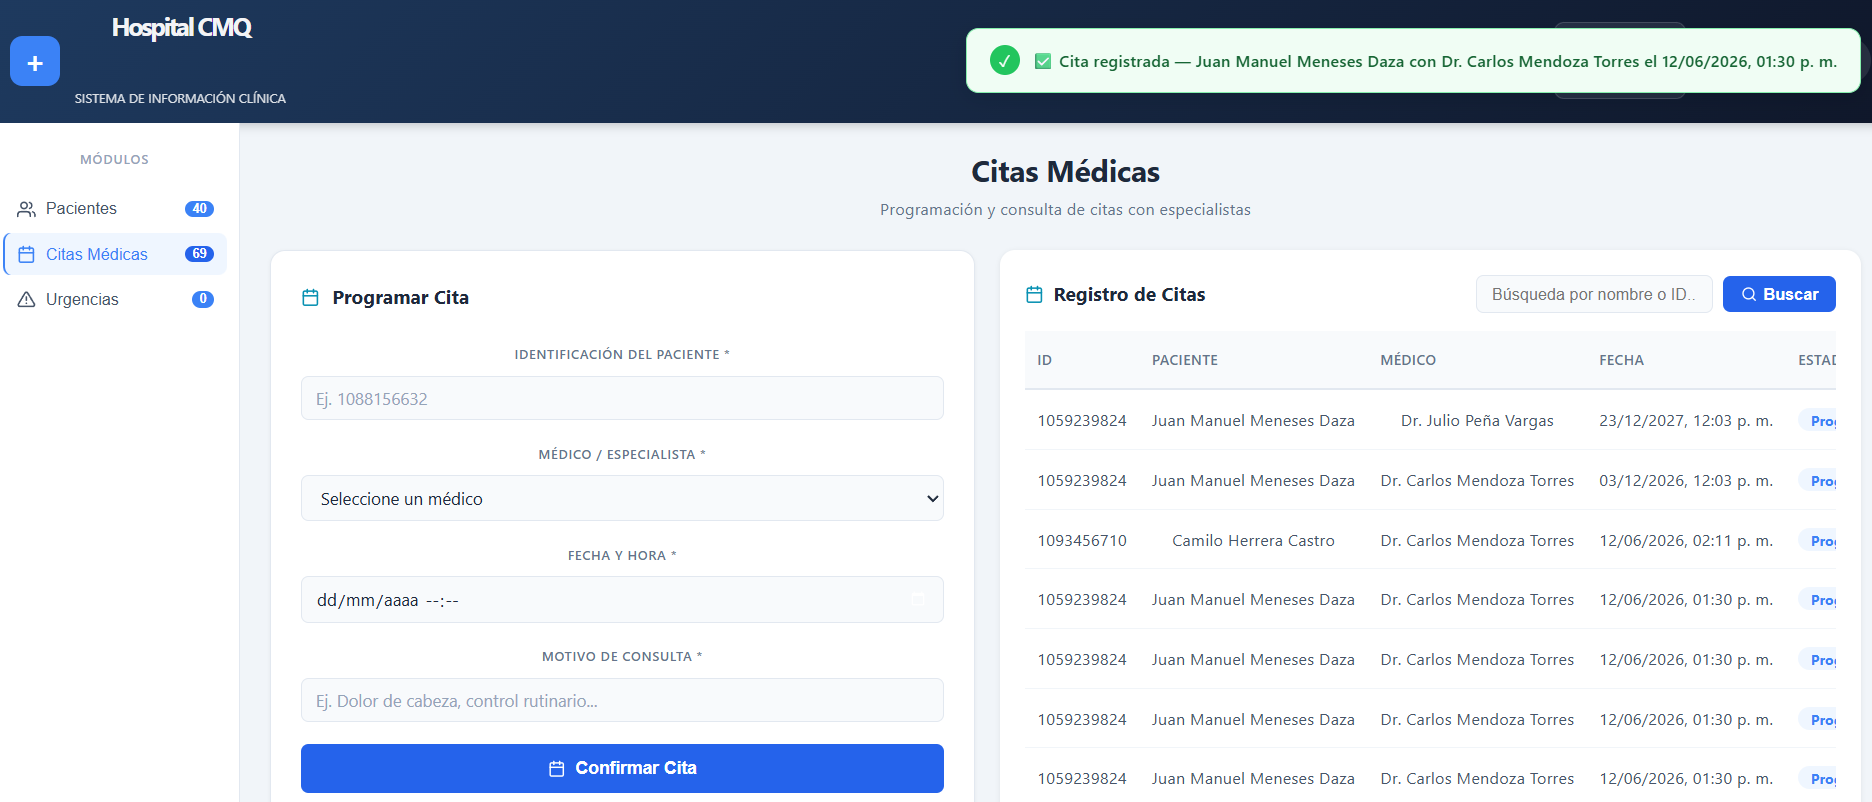 Hospital CMQ
+
SISTEMA DE INFORMACIÓN CLÍNICA
✅ Cita registrada — Juan Manuel Meneses Daza con Dr. Carlos Mendoza Torres el 12/06/2026, 01:30 p. m.
MÓDULOS
Pacientes 40
Citas Médicas 69
Urgencias 0
Citas Médicas
Programación y consulta de citas con especialistas
Programar Cita
IDENTIFICACIÓN DEL PACIENTE *
Ej. 1088156632
MÉDICO / ESPECIALISTA *
Seleccione un médico
FECHA Y HORA *
dd/mm/aaaa --:--
MOTIVO DE CONSULTA *
Ej. Dolor de cabeza, control rutinario...
Confirmar Cita
Registro de Citas
Búsqueda por nombre o ID..
Buscar
ID PACIENTE MÉDICO FECHA ESTAD
1059239824 Juan Manuel Meneses Daza Dr. Julio Peña Vargas 23/12/2027, 12:03 p. m. Prog
1059239824 Juan Manuel Meneses Daza Dr. Carlos Mendoza Torres 03/12/2026, 12:03 p. m. Prog
1093456710 Camilo Herrera Castro Dr. Carlos Mendoza Torres 12/06/2026, 02:11 p. m. Prog
1059239824 Juan Manuel Meneses Daza Dr. Carlos Mendoza Torres 12/06/2026, 01:30 p. m. Prog
1059239824 Juan Manuel Meneses Daza Dr. Carlos Mendoza Torres 12/06/2026, 01:30 p. m. Prog
1059239824 Juan Manuel Meneses Daza Dr. Carlos Mendoza Torres 12/06/2026, 01:30 p. m. Prog
1059239824 Juan Manuel Meneses Daza Dr. Carlos Mendoza Torres 12/06/2026, 01:30 p. m. Prog